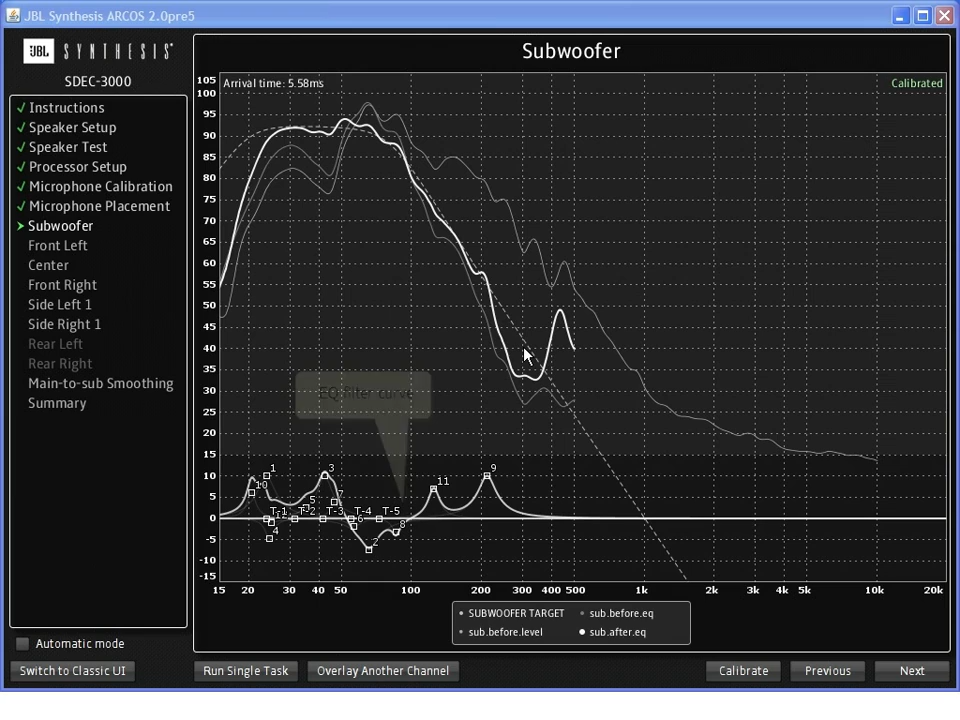 JBL Synthesis ARCOS 2.0pre5
JBL SYNTHESIS
SDEC-3000
Instructions
Speaker Setup
Speaker Test
Processor Setup
Microphone Calibration
Microphone Placement
Subwoofer
Front Left
Center
Front Right
Side Left 1
Side Right 1
Rear Left
Rear Right
Main-to-sub Smoothing
Summary
Automatic mode
Switch to Classic UI
Subwoofer
Arrival time: 5.58ms
Calibrated
105
100
95
90
85
80
75
70
65
60
55
50
45
40
35
30
25
20
15
10
5
0
-5
-10
-15
EQ filter curve
1
10
3
5
7
T-1
T-2
T-3
T-4
T-5
6
4
2
8
11
9
15 20 30 40 50 100 200 300 400 500 1k 2k 3k 4k 5k 10k 20k
SUBWOOFER TARGET
sub.before.eq
sub.before.level
sub.after.eq
Run Single Task
Overlay Another Channel
Calibrate
Previous
Next